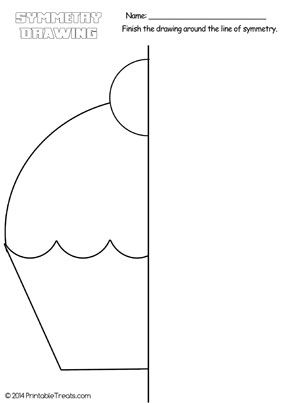 SYMMETRY
DRAWING
Name:
Finish the drawing around the line of symmetry.
© 2014 PrintableTreats.com